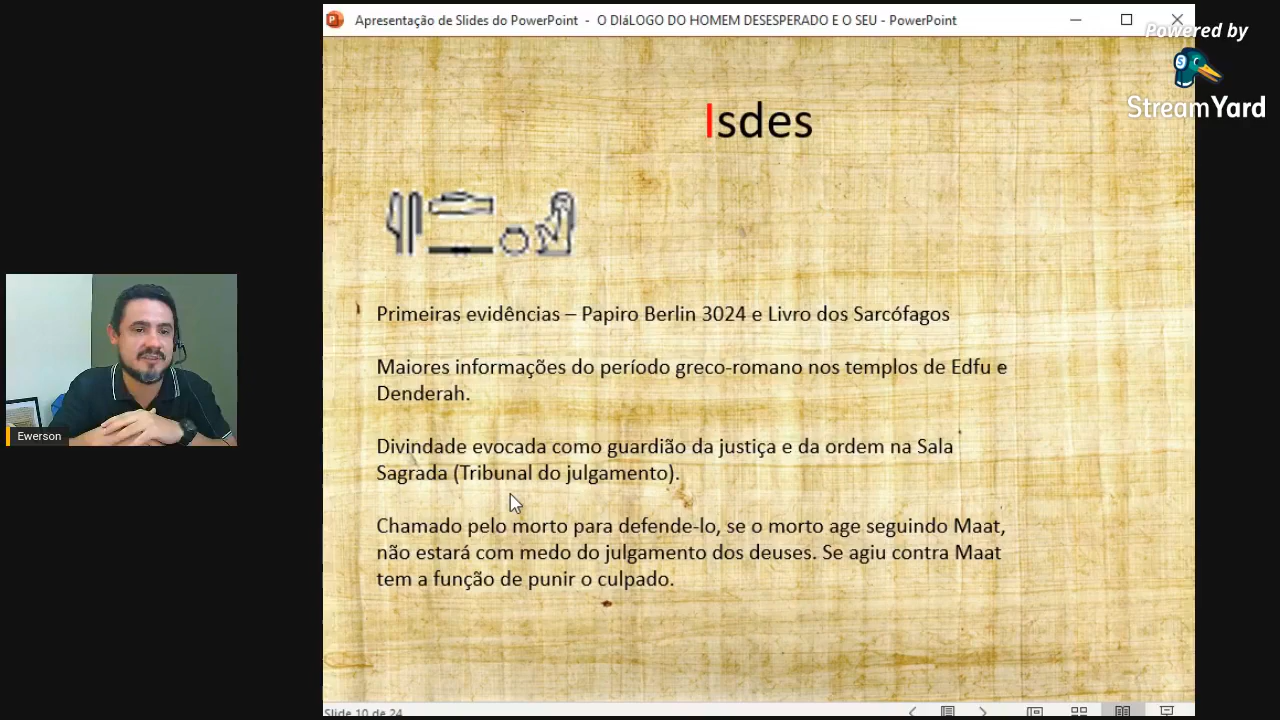 Apresentação de Slides do PowerPoint - O DIáLOGO DO HOMEM DESESPERADO E O SEU - PowerPoint
Powered by
StreamYard
Isdes
Primeiras evidências – Papiro Berlin 3024 e Livro dos Sarcófagos
Maiores informações do período greco-romano nos templos de Edfu e
Denderah.
Divindade evocada como guardião da justiça e da ordem na Sala
Sagrada (Tribunal do julgamento).
Chamado pelo morto para defende-lo, se o morto age seguindo Maat,
não estará com medo do julgamento dos deuses. Se agiu contra Maat
tem a função de punir o culpado.
Ewerson
Slide 10 de 24